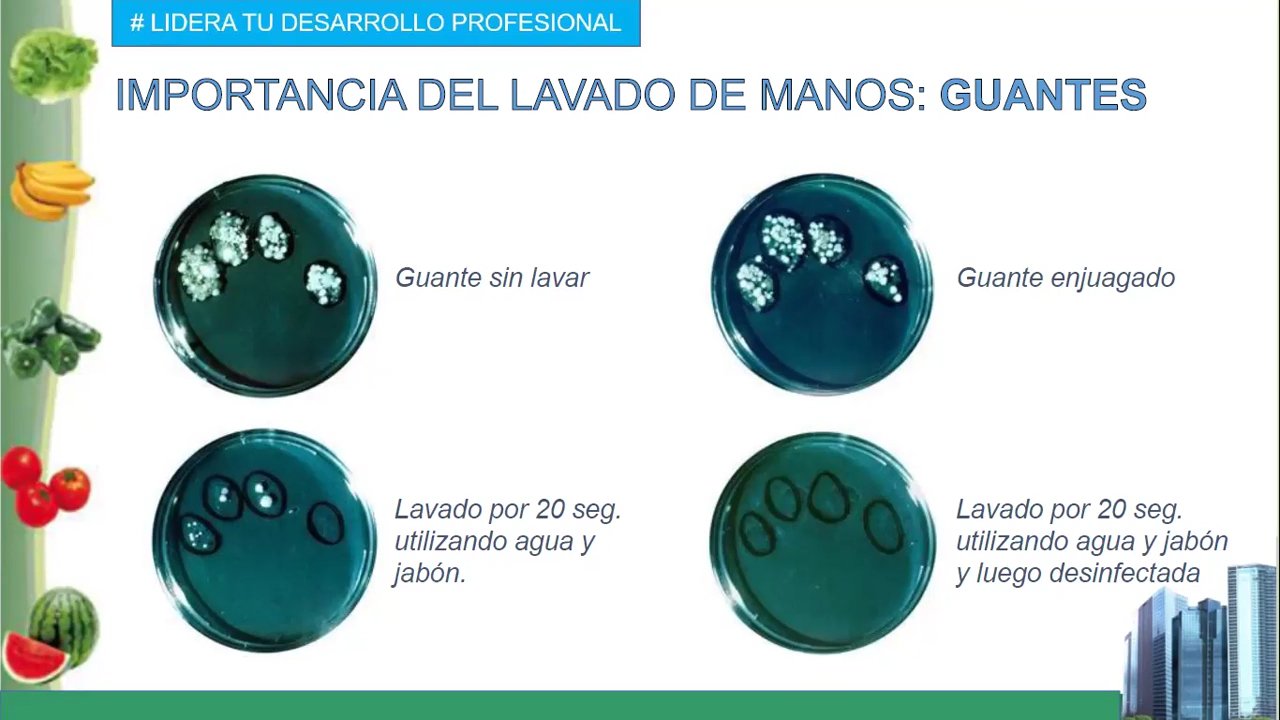 # LIDERA TU DESARROLLO PROFESIONAL
IMPORTANCIA DEL LAVADO DE MANOS: GUANTES
Guante sin lavar
Guante enjuagado
Lavado por 20 seg.
utilizando agua y
jabón.
Lavado por 20 seg.
utilizando agua y jabón
y luego desinfectada